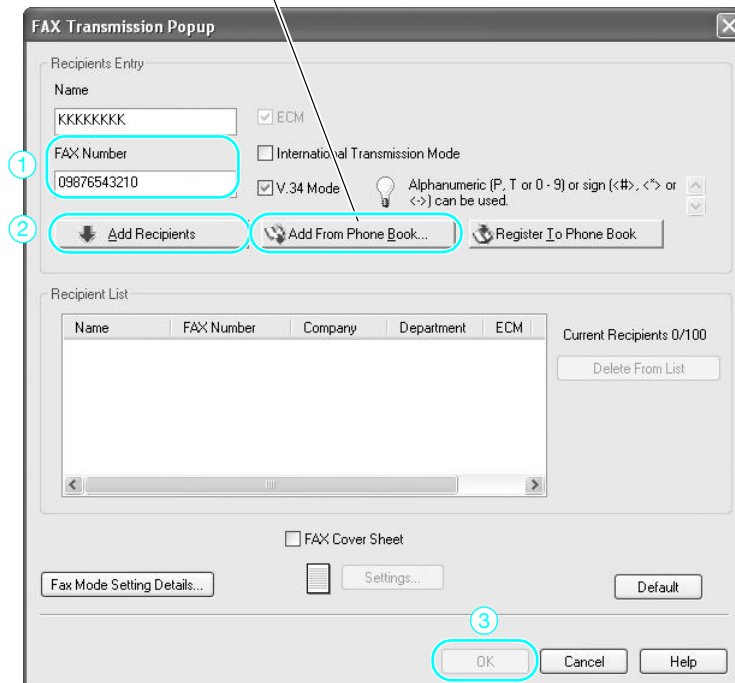 FAX Transmission Popup
Recipients Entry
Name
KKKKKKKK
ECM
FAX Number
International Transmission Mode
1
09876543210
V.34 Mode
Alphanumeric (P, T or 0 - 9) or sign (<#>, <*> or
<-> ) can be used.
2
Add Recipients
Add From Phone Book...
Register To Phone Book
Recipient List
Name FAX Number Company Department ECM
Current Recipients 0/100
Delete From List
FAX Cover Sheet
Fax Mode Setting Details...
Settings...
Default
3
OK Cancel Help